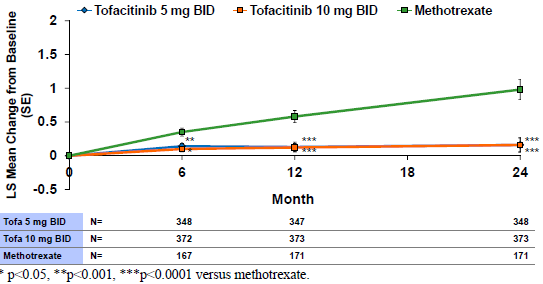 Tofacitinib 5 mg BID Tofacitinib 10 mg BID Methotrexate
LS Mean Change from Baseline
(SE)
2
1.5
1
0.5
0
-0.5
** *** ***
* *** ***
0 6 12 18 24
Month
Tofa 5 mg BID N= 348 347 348
Tofa 10 mg BID N= 372 373 373
Methotrexate N= 167 171 171
* p<0.05, **p<0.001, ***p<0.0001 versus methotrexate.